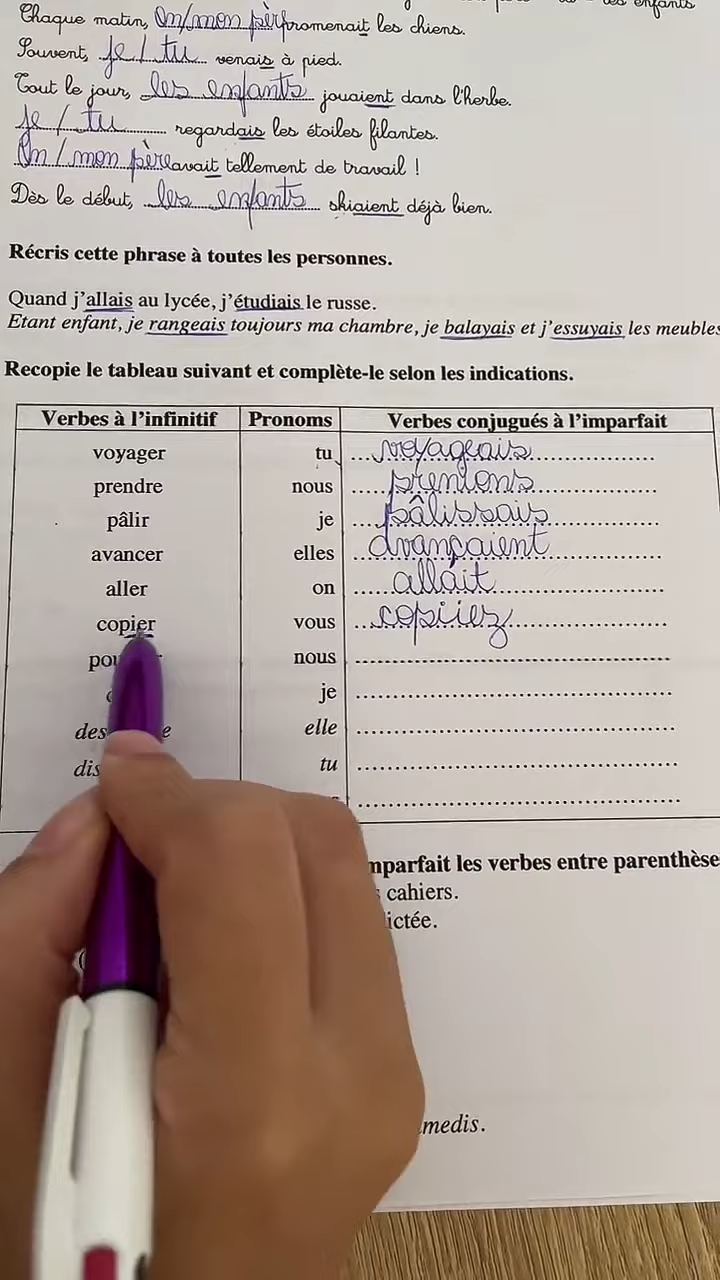 les enfants
Chaque matin, On/mon père promenait les chiens.
Souvent, je / tu venais à pied.
Tout le jour, les enfants jouaient dans l'herbe.
je / tu regardais les étoiles filantes.
On / mon père avait tellement de travail !
Dès le début, les enfants skiaient déjà bien.
Récris cette phrase à toutes les personnes.
Quand j'allais au lycée, j'étudiais le russe.
Etant enfant, je rangeais toujours ma chambre, je balayais et j'essuyais les meubles
Recopie le tableau suivant et complète-le selon les indications.
Verbes à l'infinitif Pronoms Verbes conjugués à l'imparfait
voyager tu voyageais
prendre nous prenions
pâlir je pâlissais
avancer elles avançaient
aller on allait
copier vous copiiez
nous
je
elle
tu
imparfait les verbes entre parenthèse
cahiers.